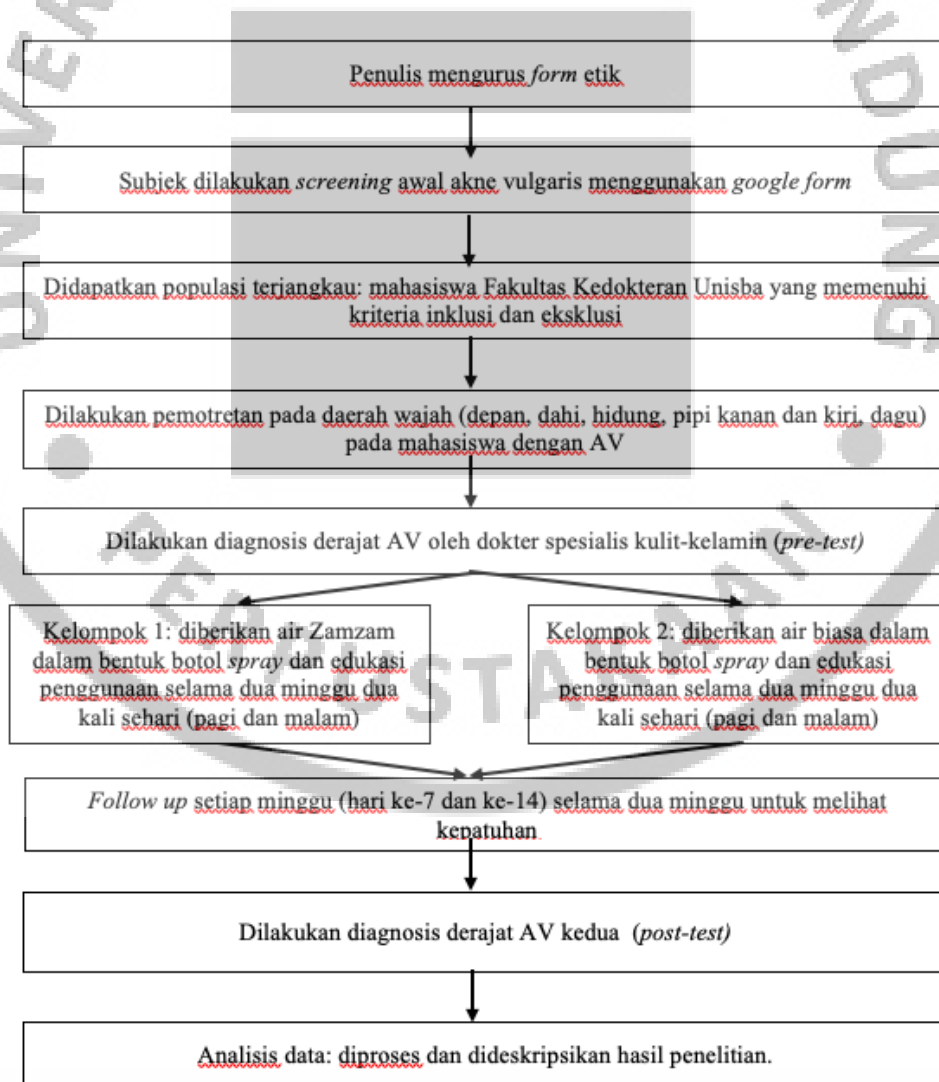 Penulis mengurus form etik
Subjek dilakukan screening awal akne vulgaris menggunakan google form
Didapatkan populasi terjangkau: mahasiswa Fakultas Kedokteran Unisba yang memenuhi
kriteria inklusi dan eksklusi
Dilakukan pemotretan pada daerah wajah (depan, dahi, hidung, pipi kanan dan kiri, dagu)
pada mahasiswa dengan AV
Dilakukan diagnosis derajat AV oleh dokter spesialis kulit-kelamin (pre-test)
Kelompok 1: diberikan air Zamzam
dalam bentuk botol spray dan edukasi
penggunaan selama dua minggu dua
kali sehari (pagi dan malam)
Kelompok 2: diberikan air biasa dalam
bentuk botol spray dan edukasi
penggunaan selama dua minggu dua
kali sehari (pagi dan malam)
Follow up setiap minggu (hari ke-7 dan ke-14) selama dua minggu untuk melihat
kepatuhan
Dilakukan diagnosis derajat AV kedua (post-test)
Analisis data: diproses dan dideskripsikan hasil penelitian.
PERPUSTAKAAN